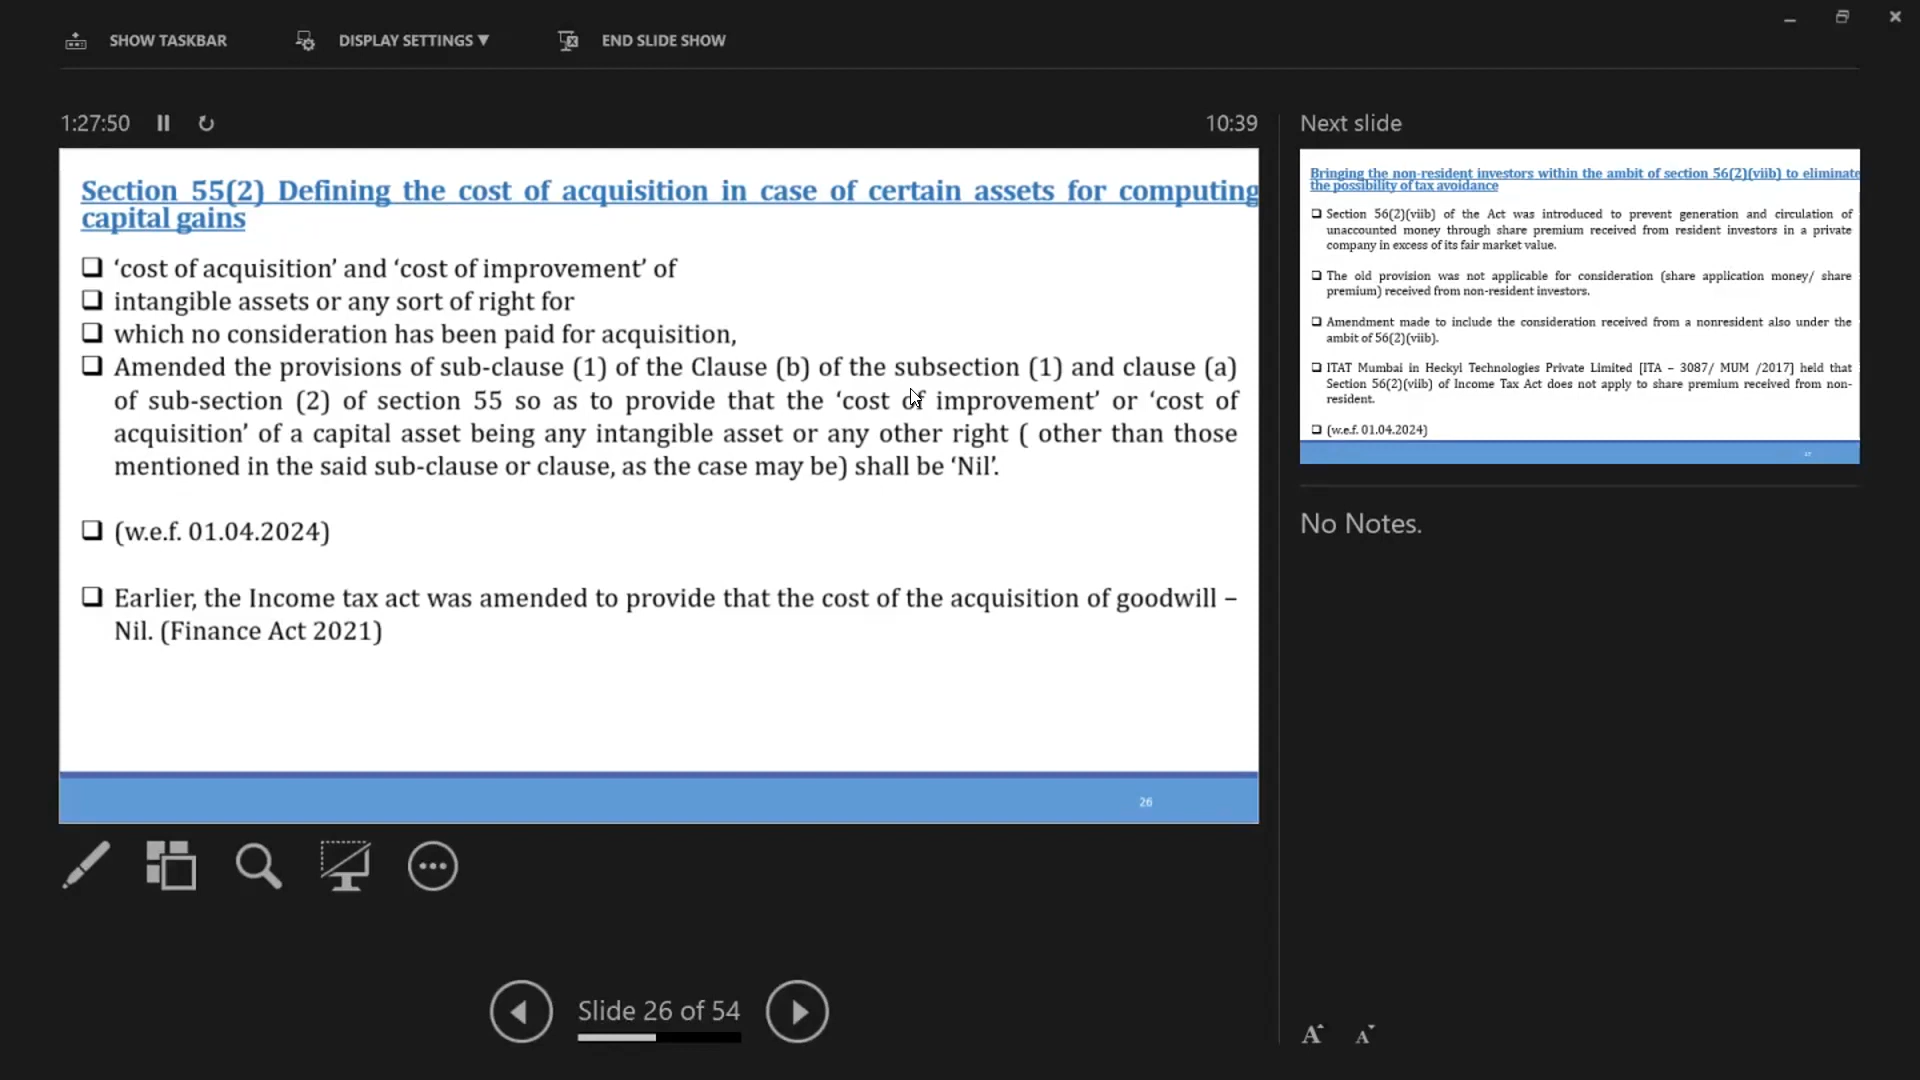 SHOW TASKBAR
DISPLAY SETTINGS ▼
END SLIDE SHOW
1:27:50
10:39
Section 55(2) Defining the cost of acquisition in case of certain assets for computing
capital gains
❑ ‘cost of acquisition’ and ‘cost of improvement’ of
❑ intangible assets or any sort of right for
❑ which no consideration has been paid for acquisition,
❑ Amended the provisions of sub-clause (1) of the Clause (b) of the subsection (1) and clause (a)
of sub-section (2) of section 55 so as to provide that the ‘cost of improvement’ or ‘cost of
acquisition’ of a capital asset being any intangible asset or any other right ( other than those
mentioned in the said sub-clause or clause, as the case may be) shall be ‘Nil’.
❑ (w.e.f. 01.04.2024)
❑ Earlier, the Income tax act was amended to provide that the cost of the acquisition of goodwill –
Nil. (Finance Act 2021)
26
Slide 26 of 54
Next slide
Bringing the non-resident investors within the ambit of section 56(2)(viib) to eliminate
the possibility of tax avoidance
❑ Section 56(2)(viib) of the Act was introduced to prevent generation and circulation of
unaccounted money through share premium received from resident investors in a private
company in excess of its fair market value.
❑ The old provision was not applicable for consideration (share application money/ share
premium) received from non-resident investors.
❑ Amendment made to include the consideration received from a nonresident also under the
ambit of 56(2)(viib).
❑ ITAT Mumbai in Heckyl Technologies Private Limited [ITA – 3087/ MUM /2017] held that
Section 56(2)(viib) of Income Tax Act does not apply to share premium received from non-
resident.
❑ (w.e.f. 01.04.2024)
No Notes.
A A